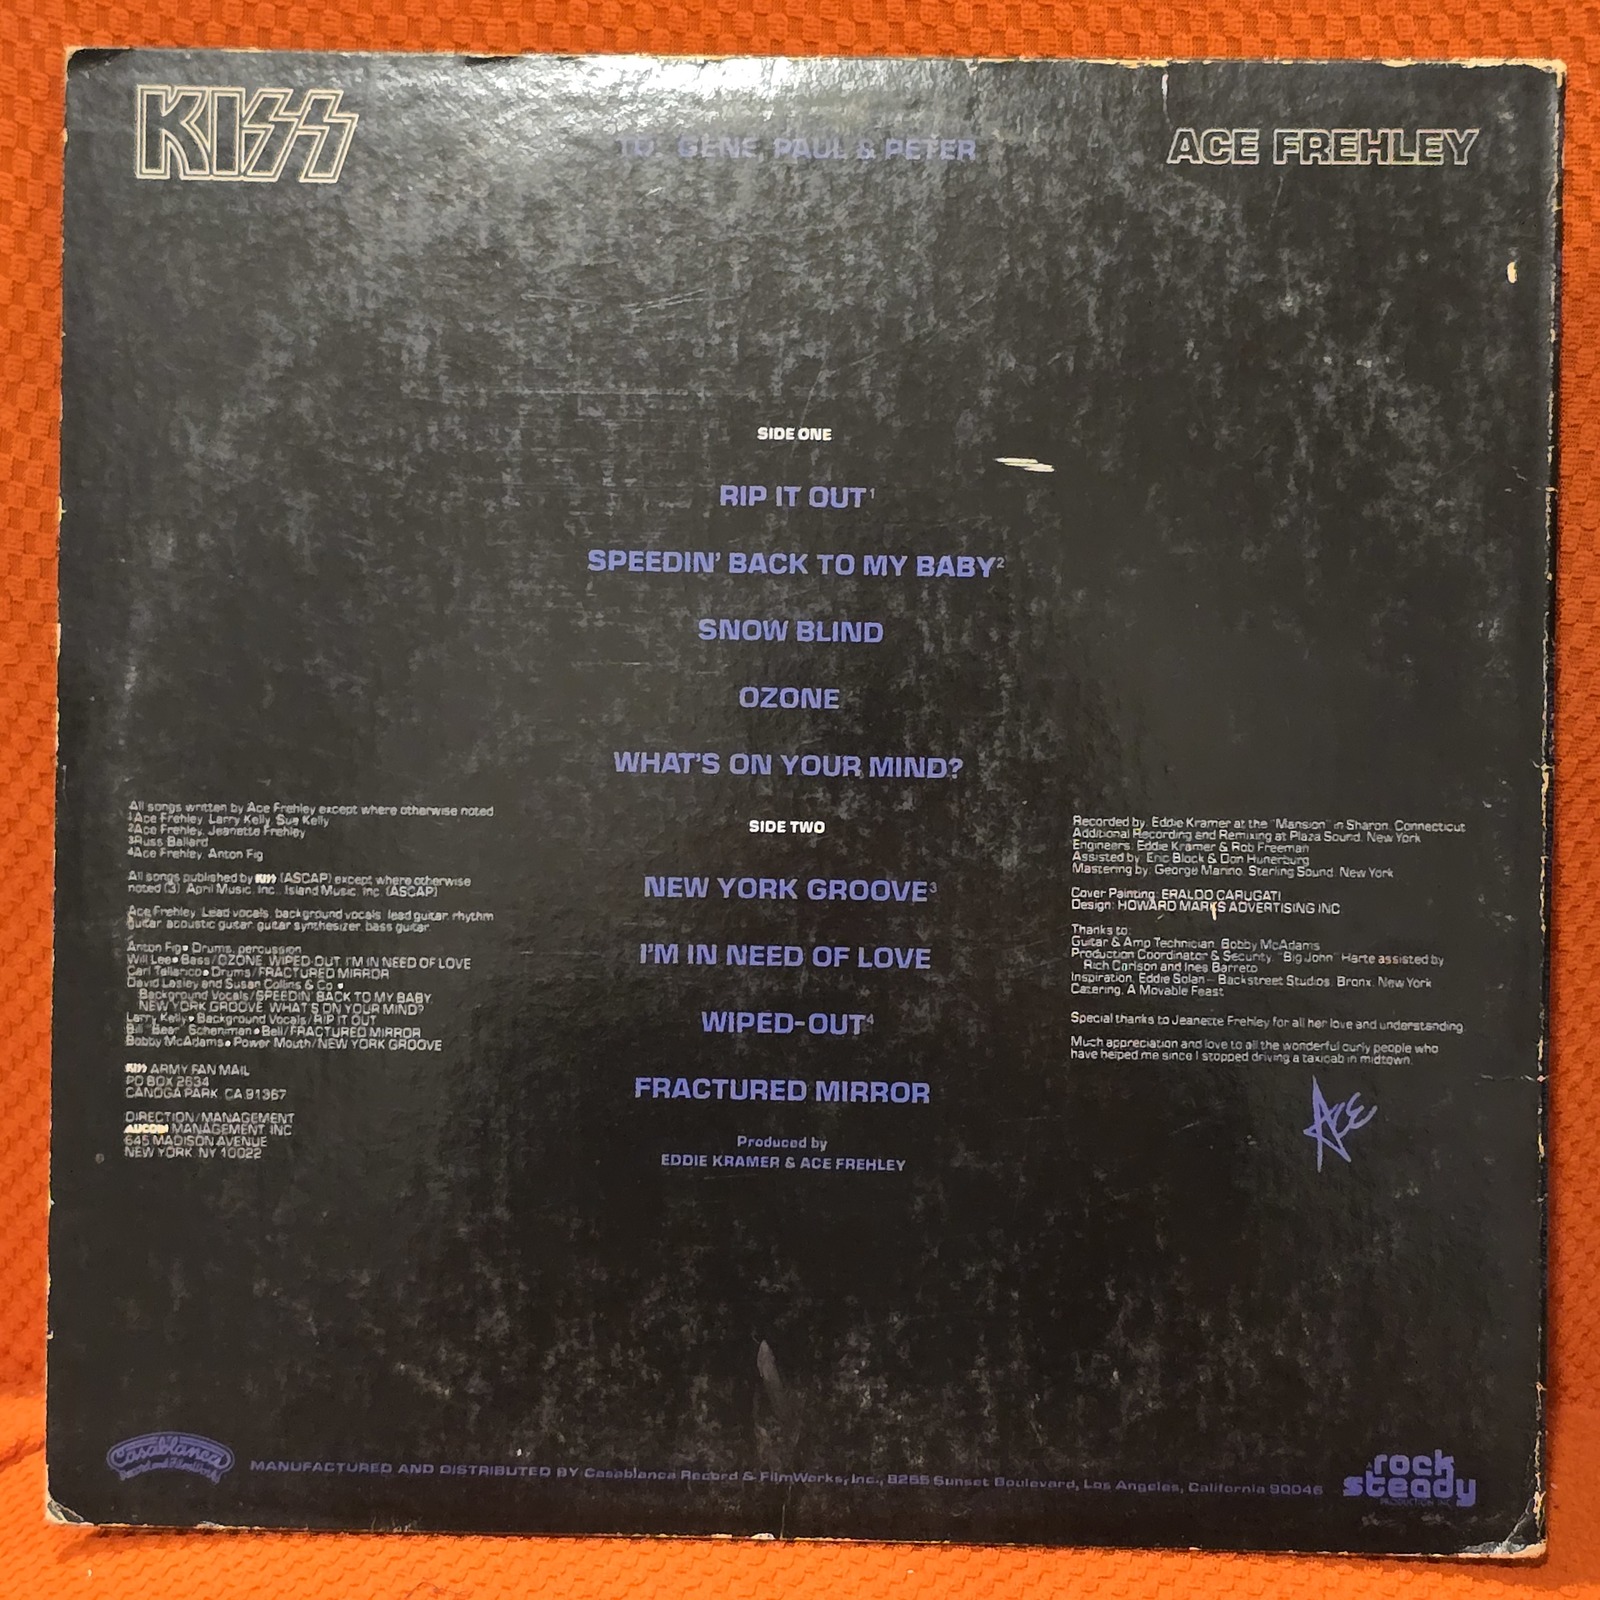 KISS
TO: GENE, PAUL & PETER
ACE FREHLEY
SIDE ONE
RIP IT OUT¹
SPEEDIN' BACK TO MY BABY²
SNOW BLIND
OZONE
WHAT'S ON YOUR MIND?
SIDE TWO
NEW YORK GROOVE³
I'M IN NEED OF LOVE
WIPED-OUT⁴
FRACTURED MIRROR
Produced by
EDDIE KRAMER & ACE FREHLEY
All songs written by Ace Frehley except where otherwise noted
¹Ace Frehley, Larry Kelly, Sue Kelly
²Ace Frehley, Jeanette Frehley
³Russ Ballard
⁴Ace Frehley, Anton Fig
All songs published by KISS (ASCAP) except where otherwise
noted (3) April Music, Inc., Island Music, Inc. (ASCAP)
Ace Frehley: Lead vocals, background vocals, lead guitar, rhythm
guitar, acoustic guitar, guitar synthesizer, bass guitar.
Anton Fig • Drums, percussion
Will Lee • Bass/OZONE, WIPED-OUT, I'M IN NEED OF LOVE
Carl Tallarico • Drums/FRACTURED MIRROR
David Lasley and Susan Collins & Co •
Background Vocals/SPEEDIN' BACK TO MY BABY,
NEW YORK GROOVE, WHAT'S ON YOUR MIND?
Larry Kelly • Background Vocals/RIP IT OUT
Bill "Bear" Scheniman • Bell/FRACTURED MIRROR
Bobby McAdams • Power Mouth/NEW YORK GROOVE
KISS ARMY FAN MAIL
PO BOX 2634
CANOGA PARK, CA 91367
DIRECTION/MANAGEMENT
AUCOIN MANAGEMENT, INC
645 MADISON AVENUE
NEW YORK, NY 10022
Recorded by: Eddie Kramer at the "Mansion" in Sharon, Connecticut
Additional Recording and Remixing at Plaza Sound, New York
Engineers: Eddie Kramer & Rob Freeman
Assisted by: Eric Block & Don Hunerburg
Mastering by: George Marino, Sterling Sound, New York
Cover Painting: ERALDO CARUGATI
Design: HOWARD MARKS ADVERTISING INC.
Thanks to:
Guitar & Amp Technician, Bobby McAdams
Production Coordinator & Security, "Big John" Harte assisted by
Rich Carlson and Ines Barreto
Inspiration, Eddie Solan – Backstreet Studios, Bronx, New York
Catering, A Movable Feast
Special thanks to Jeanette Frehley for all her love and understanding.
Much appreciation and love to all the wonderful curly people who
have helped me since I stopped driving a taxicab in midtown.
Ace
Casablanca
Record and FilmWorks
MANUFACTURED AND DISTRIBUTED BY Casablanca Record & FilmWorks, Inc., 8255 Sunset Boulevard, Los Angeles, California 90046
rock
steady
PRODUCTION INC